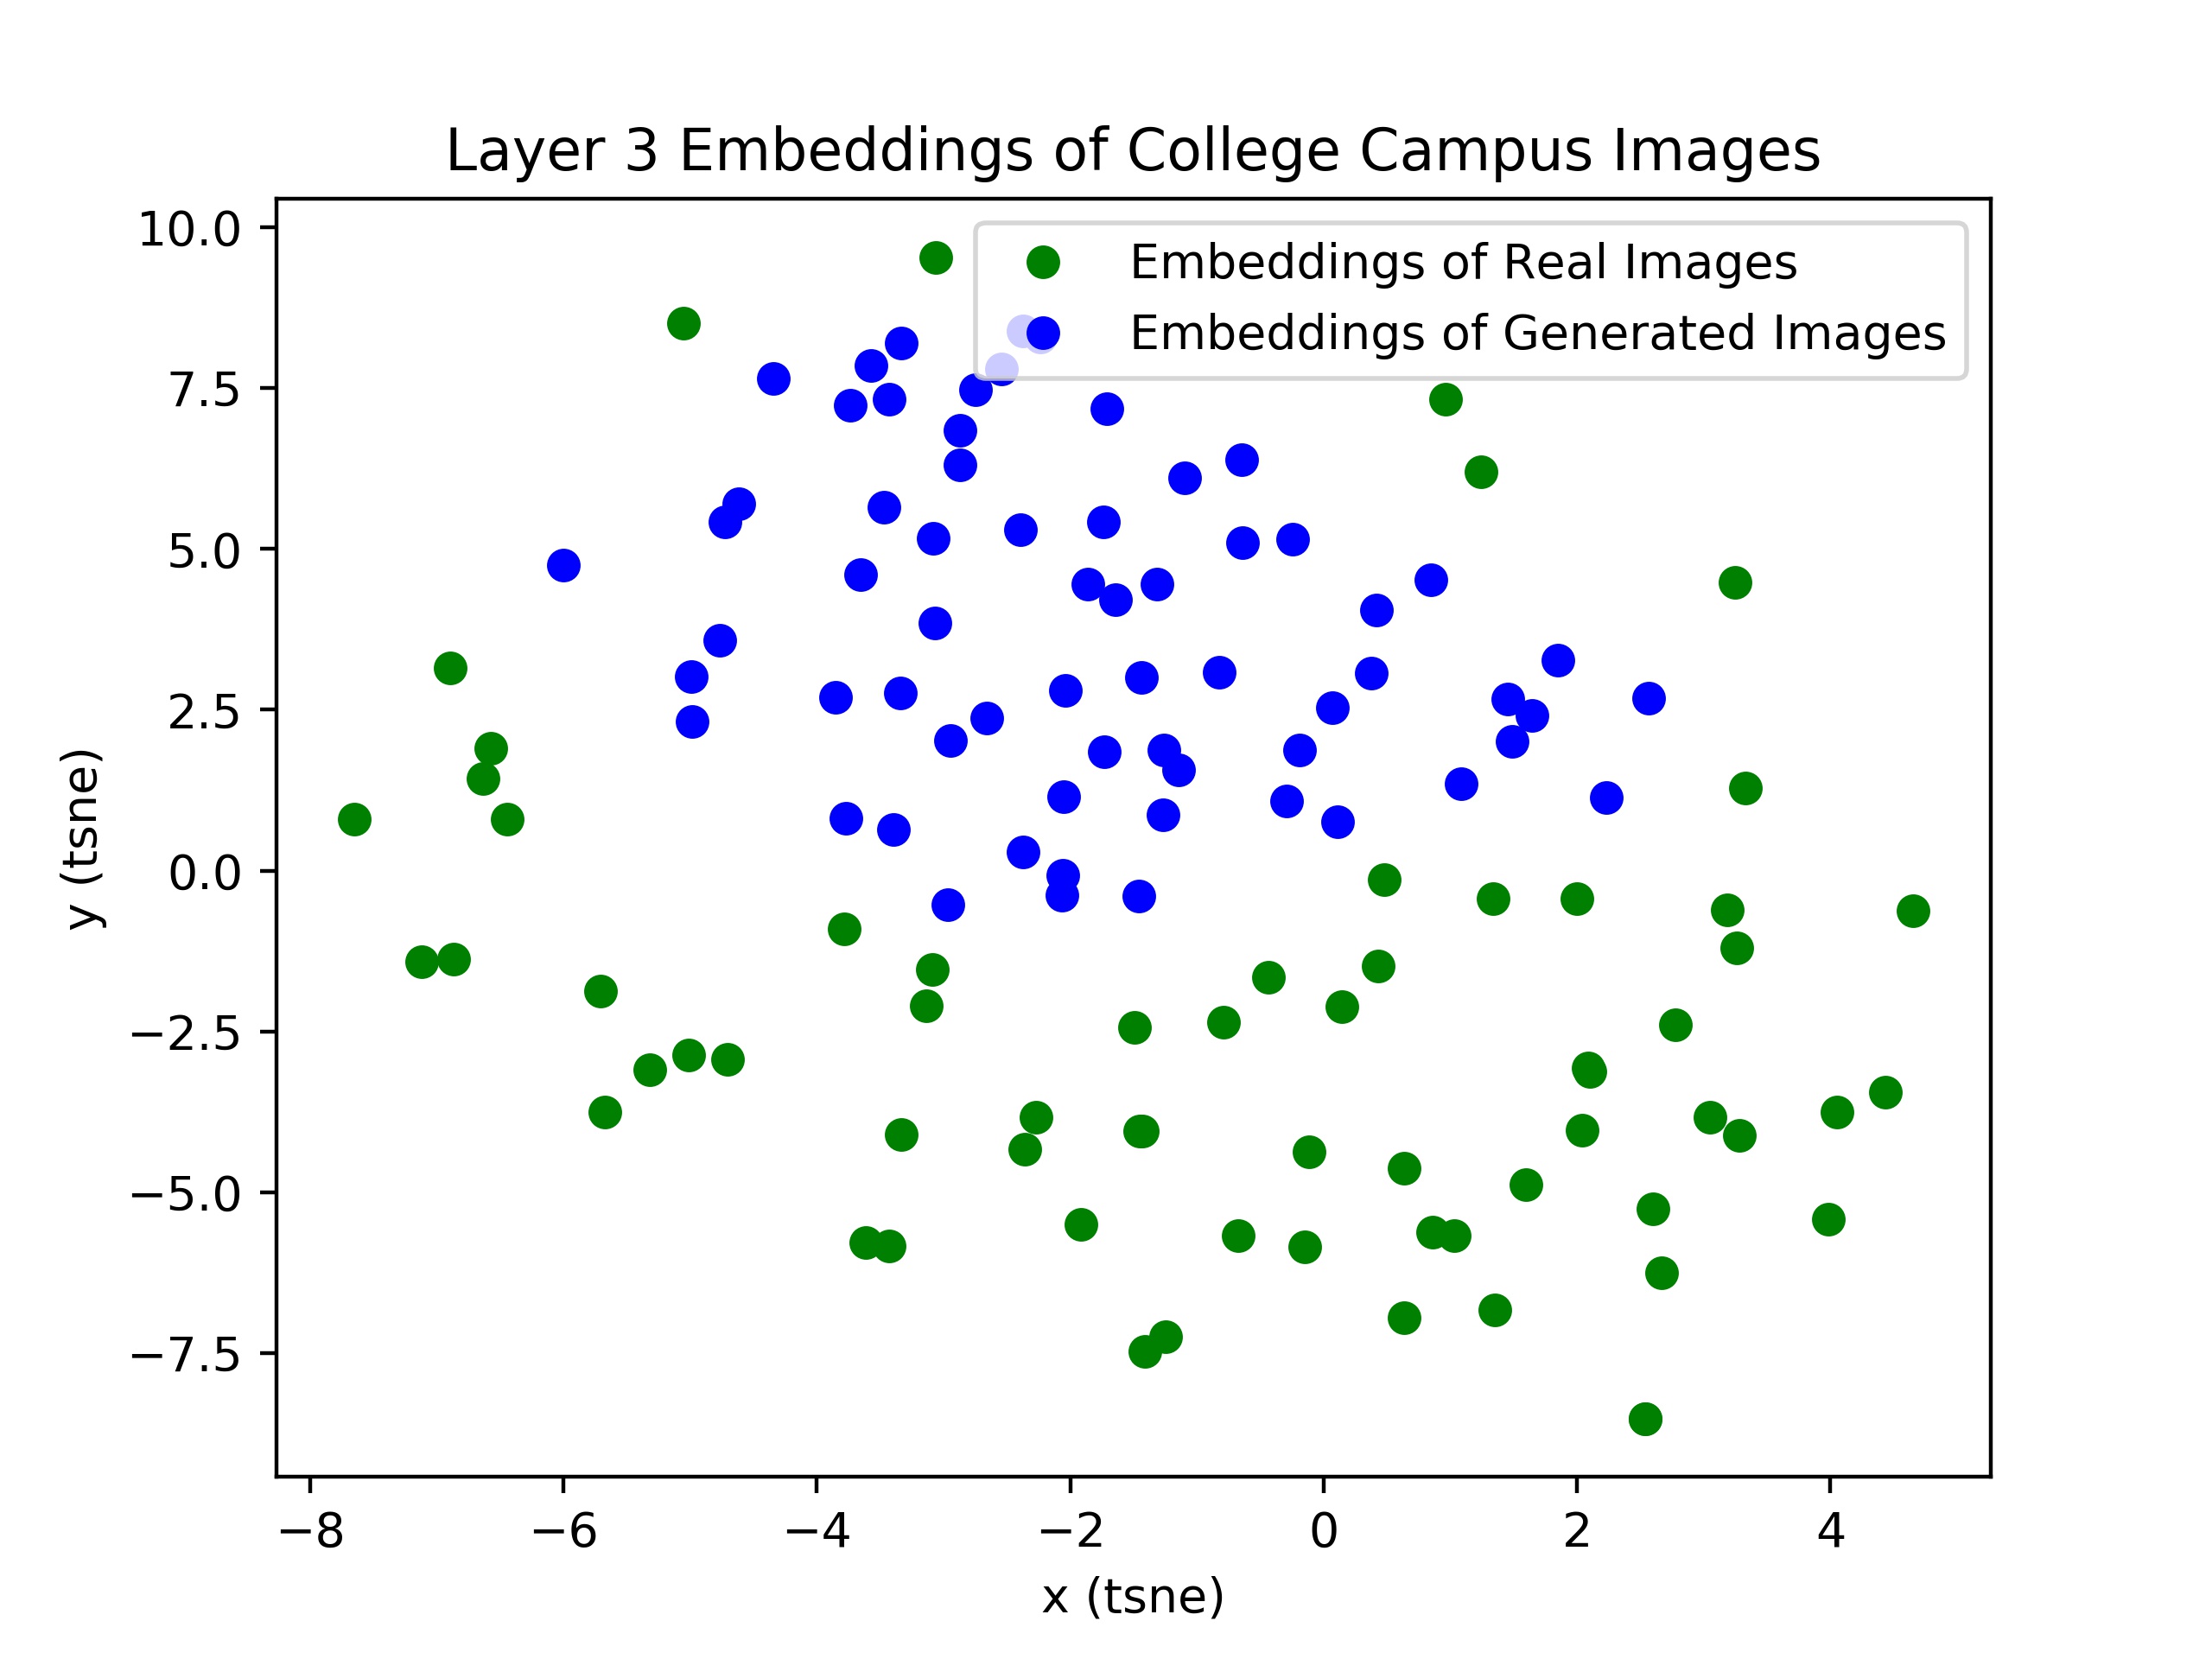 Layer 3 Embeddings of College Campus Images
Embeddings of Real Images
Embeddings of Generated Images
10.0
7.5
5.0
2.5
0.0
−2.5
−5.0
−7.5
y (tsne)
−8 −6 −4 −2 0 2 4
x (tsne)